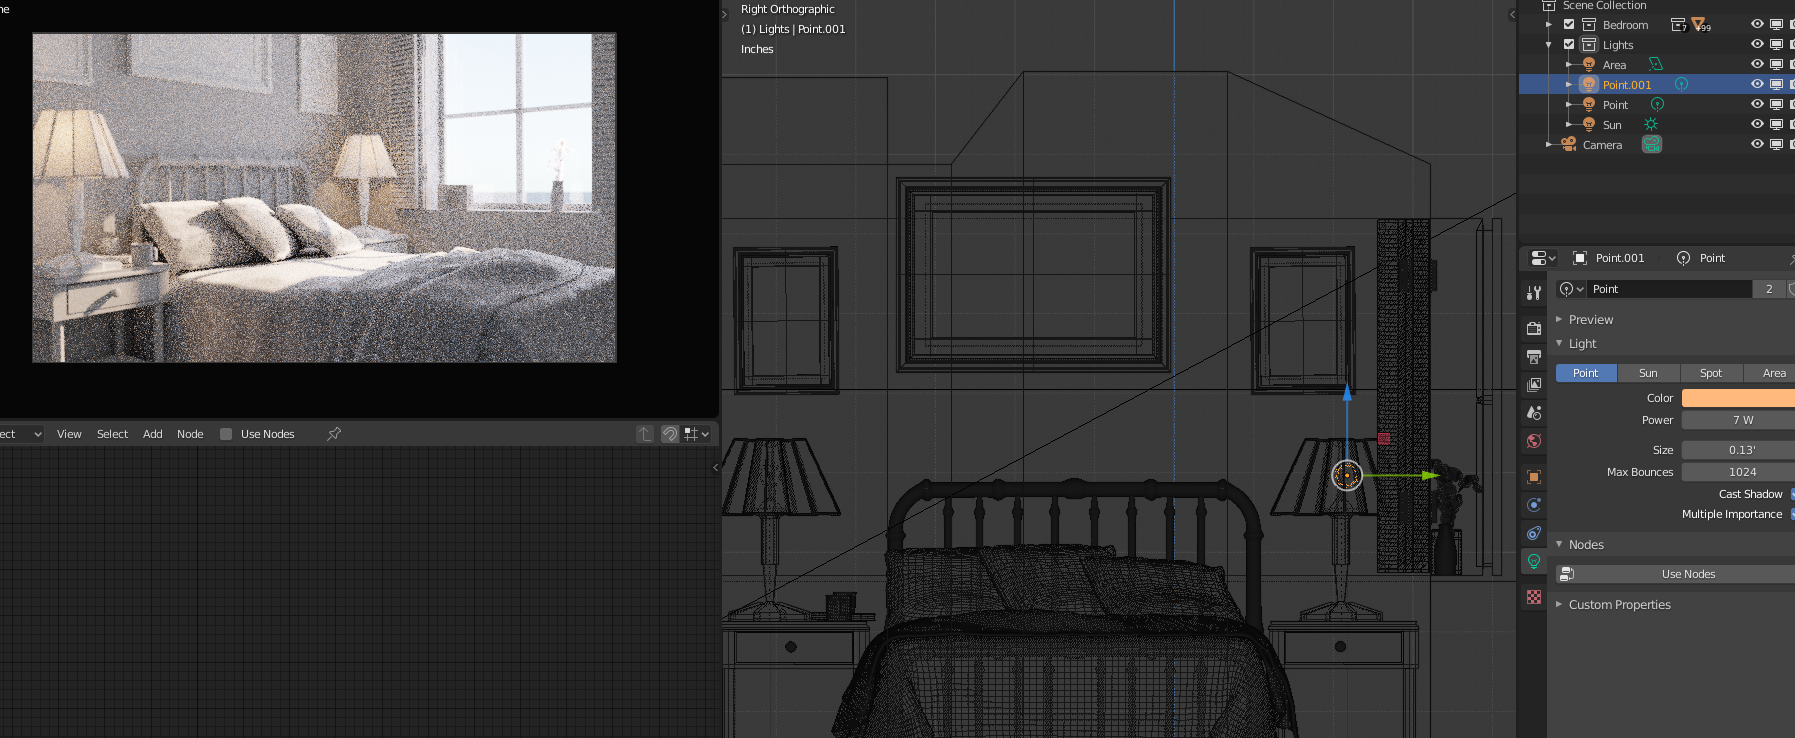 ne
Right Orthographic
(1) Lights | Point.001
Inches
ect
View
Select
Add
Node
Use Nodes
Scene Collection
Bedroom
7
99
Lights
Area
Point.001
Point
Sun
Camera
Point.001
Point
Point
2
Preview
Light
Point
Sun
Spot
Area
Color
Power
7 W
Size
0.13'
Max Bounces
1024
Cast Shadow
Multiple Importance
Nodes
Use Nodes
Custom Properties